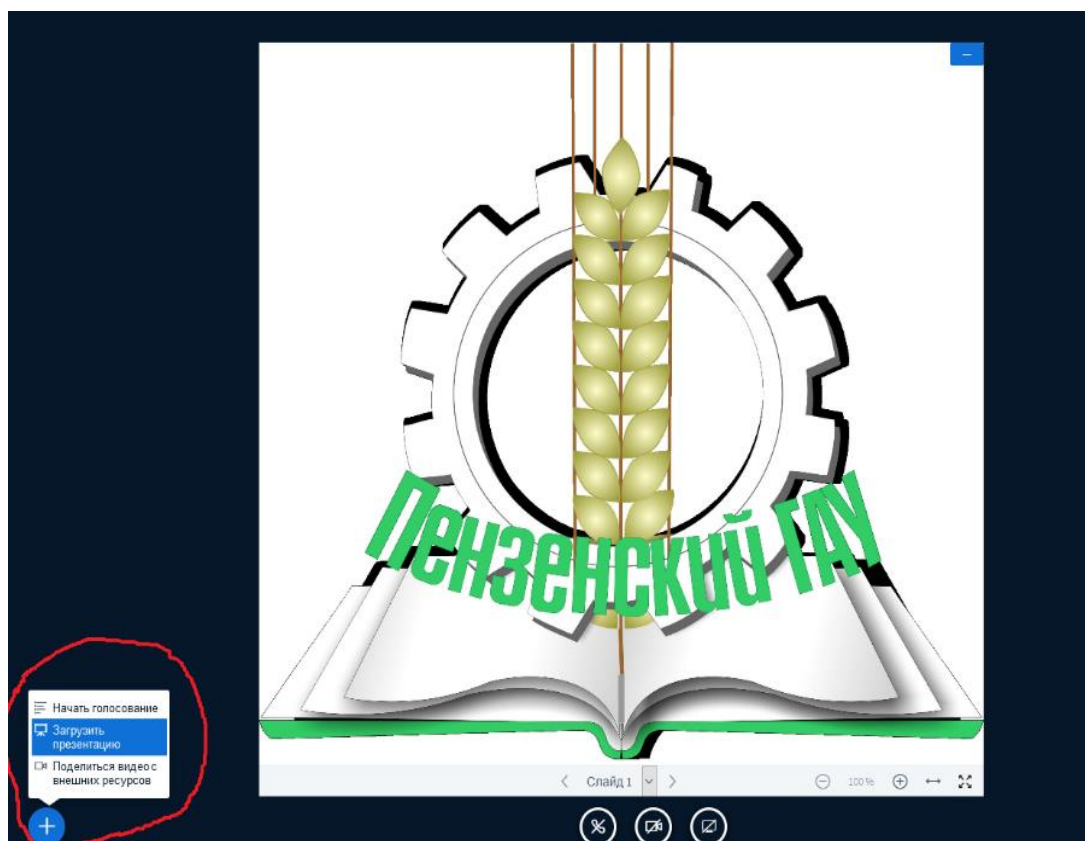 Пензенский ГАУ
Начать голосование
Загрузить
презентацию
Поделиться видео с
внешних ресурсов
Слайд 1
100 %